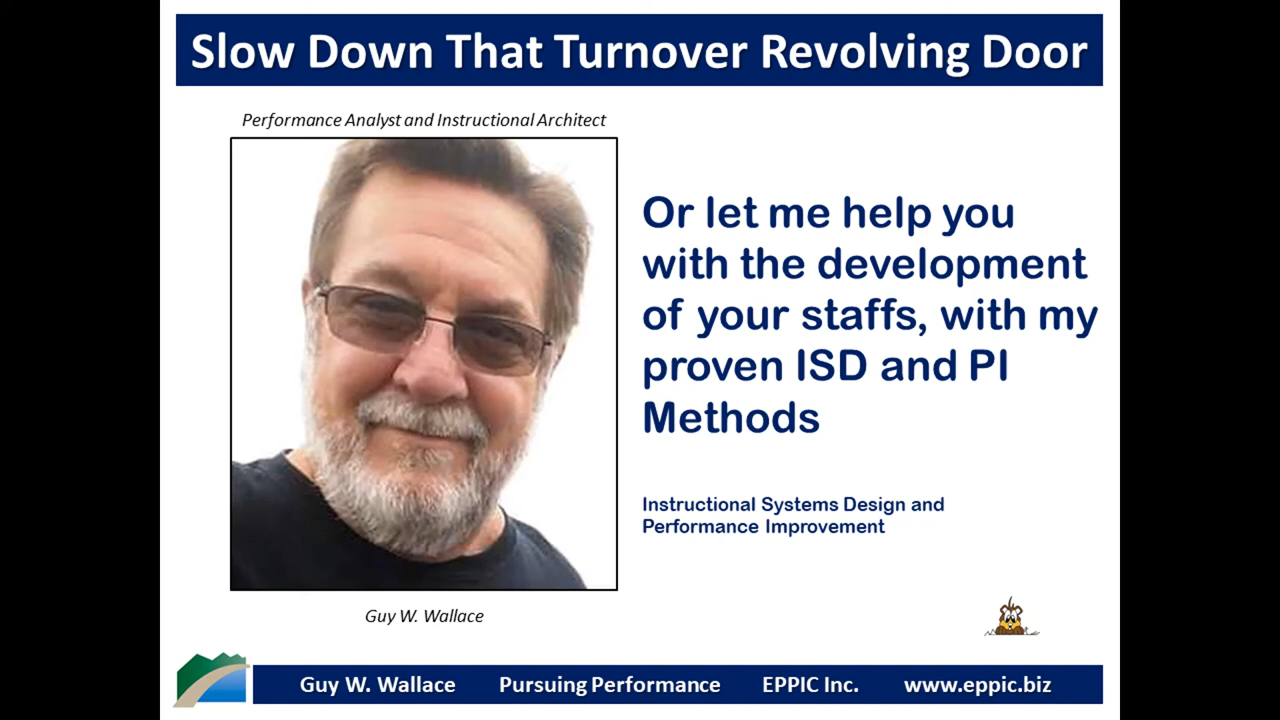 Slow Down That Turnover Revolving Door
Performance Analyst and Instructional Architect
Or let me help you
with the development
of your staffs, with my
proven ISD and PI
Methods
Instructional Systems Design and
Performance Improvement
Guy W. Wallace
Guy W. Wallace Pursuing Performance EPPIC Inc. www.eppic.biz